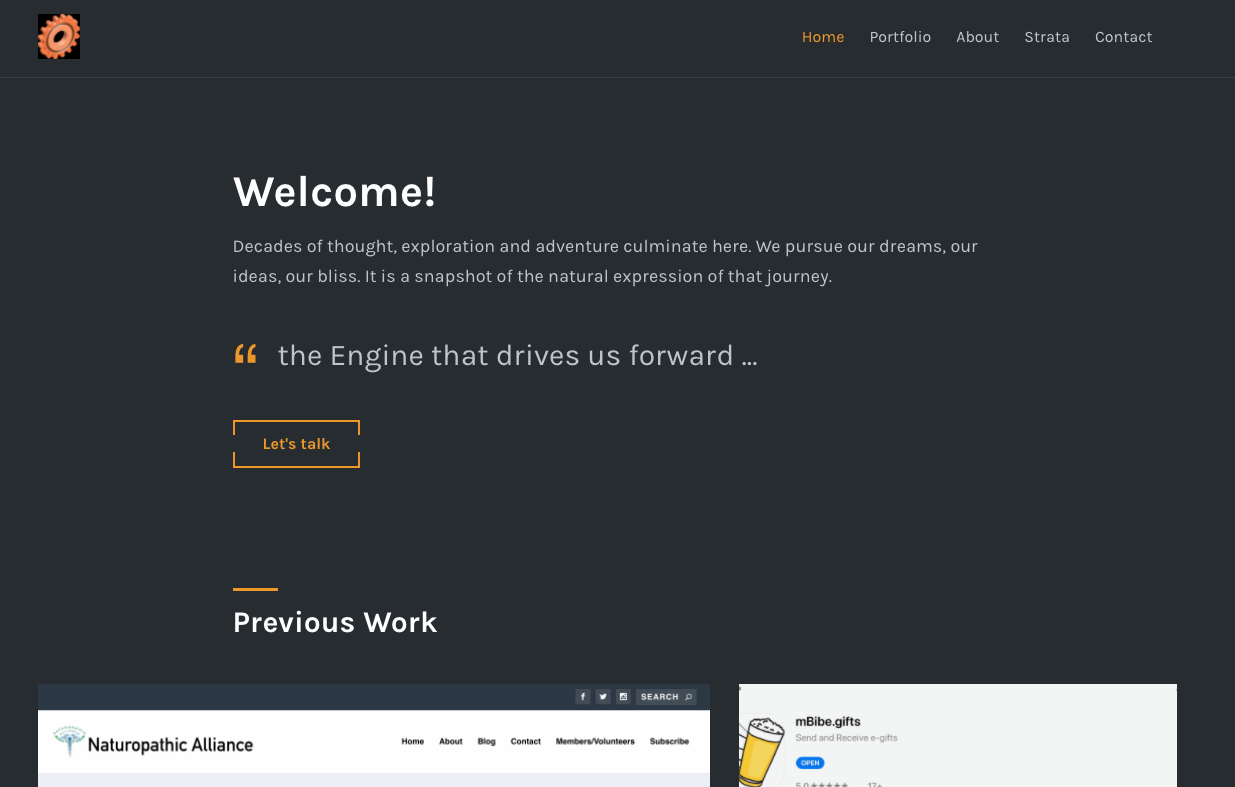 Home Portfolio About Strata Contact
Welcome!
Decades of thought, exploration and adventure culminate here. We pursue our dreams, our
ideas, our bliss. It is a snapshot of the natural expression of that journey.
“ the Engine that drives us forward ...
Let's talk
Previous Work
SEARCH
Naturopathic Alliance
Home About Blog Contact Members/Volunteers Subscribe
mBibe.gifts
Send and Receive e-gifts
OPEN
5.0★★★★★ 17+